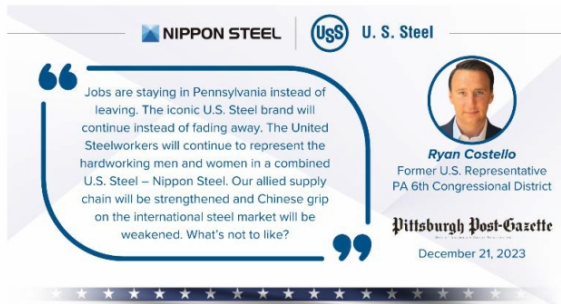 NIPPON STEEL
USS U. S. Steel
Jobs are staying in Pennsylvania instead of
leaving. The iconic U.S. Steel brand will
continue instead of fading away. The United
Steelworkers will continue to represent the
hardworking men and women in a combined
U.S. Steel – Nippon Steel. Our allied supply
chain will be strengthened and Chinese grip
on the international steel market will be
weakened. What’s not to like?
Ryan Costello
Former U.S. Representative
PA 6th Congressional District
Pittsburgh Post-Gazette
December 21, 2023